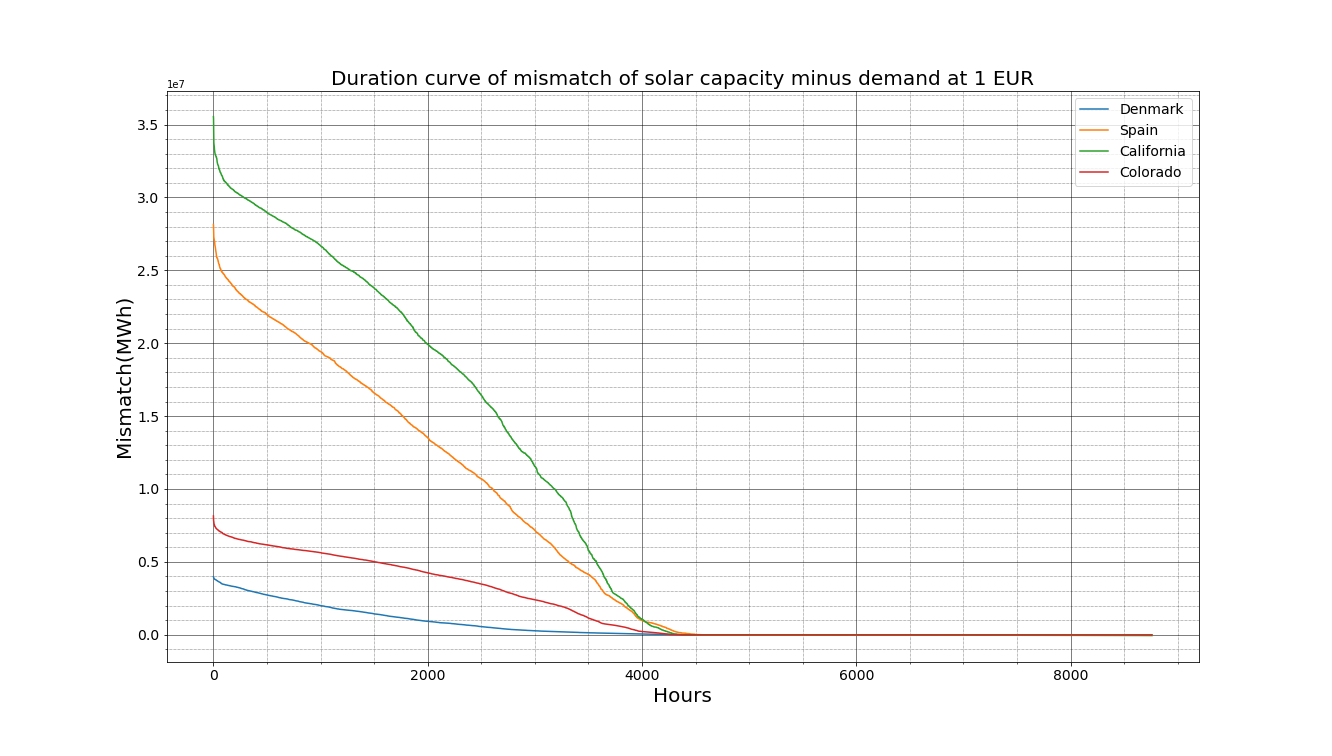 Duration curve of mismatch of solar capacity minus demand at 1 EUR
1e7
3.5
3.0
2.5
2.0
1.5
1.0
0.5
0.0
Mismatch(MWh)
Denmark
Spain
California
Colorado
0 2000 4000 6000 8000
Hours